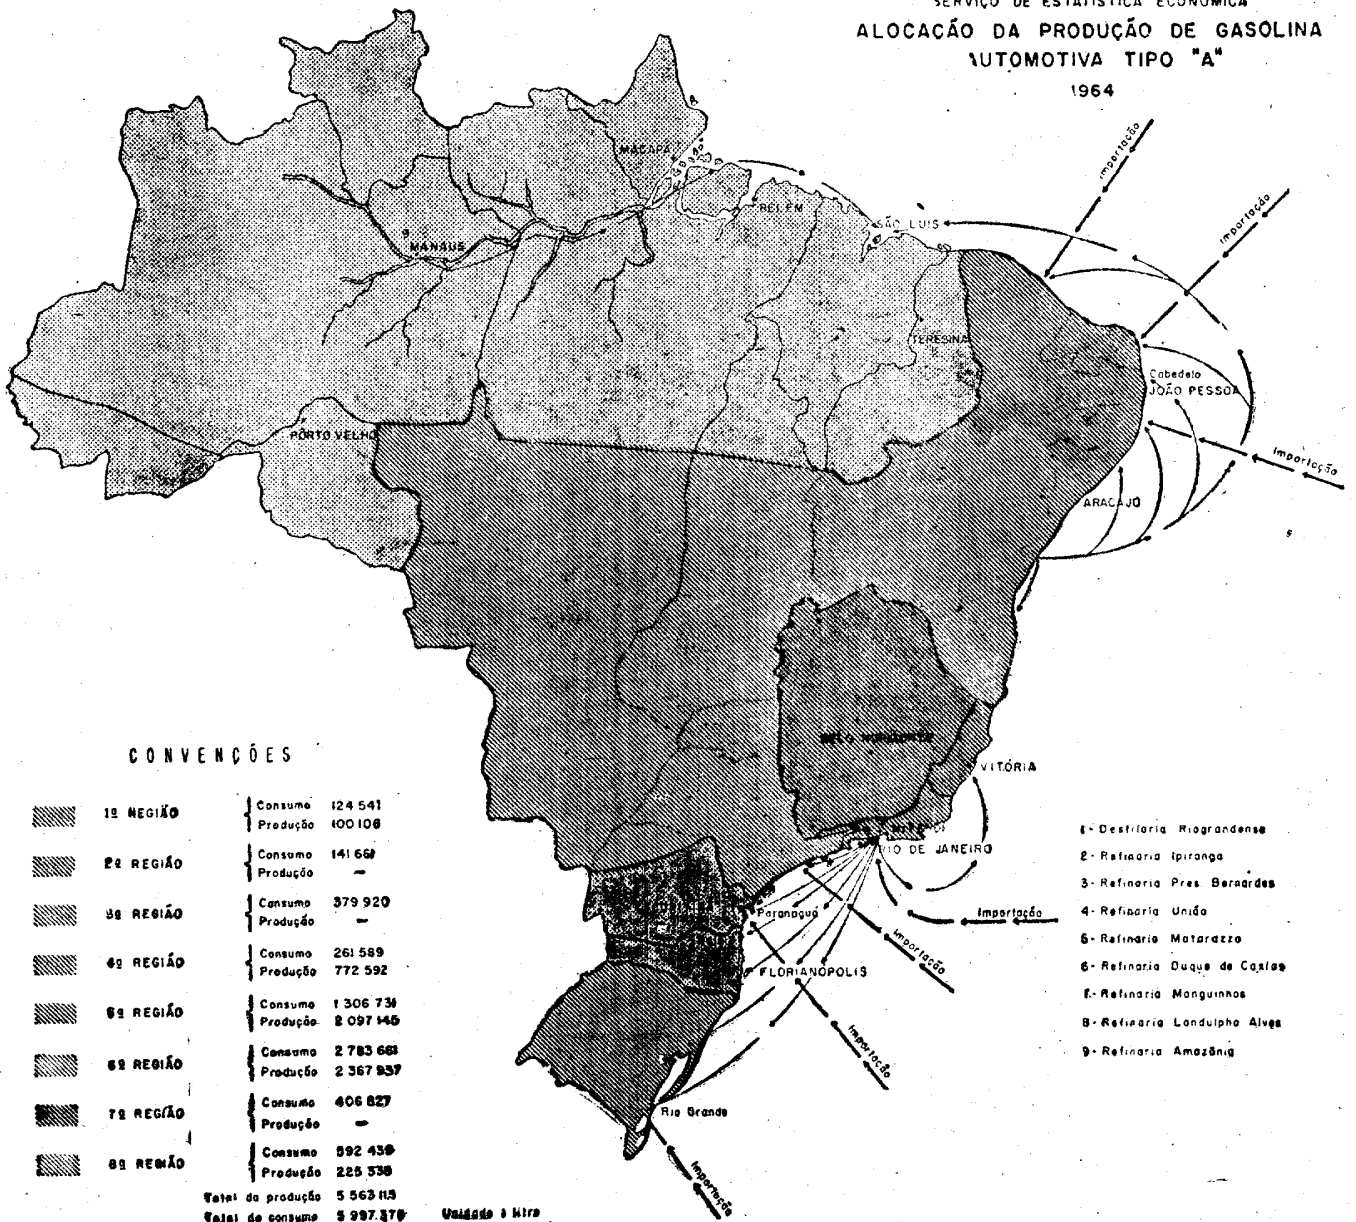 SERVIÇO DE ESTATÍSTICA ECONÔMICA
ALOCAÇÃO DA PRODUÇÃO DE GASOLINA
AUTOMOTIVA TIPO "A"
1964
Importação
Importação
MACAPÁ
BELÉM
SÃO LUIS
9
MANAUS
TERESINA
Cabedelo
JOÃO PESSOA
PÔRTO VELHO
Importação
ARACAJÚ
BELO HORIZONTE
VITÓRIA
RIO DE JANEIRO
Paranaguá
Importação
Importação
FLORIANÓPOLIS
Importação
Rio Grande
Importação
CONVENÇÕES
1ª REGIÃO
Consumo 124 541
Produção 100 106
2ª REGIÃO
Consumo 141 661
Produção —
3ª REGIÃO
Consumo 379 920
Produção —
4ª REGIÃO
Consumo 261 589
Produção 772 592
5ª REGIÃO
Consumo 1 306 731
Produção 2 097 145
6ª REGIÃO
Consumo 2 783 661
Produção 2 367 937
7ª REGIÃO
Consumo 406 827
Produção —
8ª REGIÃO
Consumo 592 439
Produção 225 338
Total da produção 5 563 113
Total de consumo 5 997.370 Unidade : litro
1- Destilaria Riograndense
2- Refinaria Ipiranga
3- Refinaria Pres. Bernardes
4- Refinaria União
5- Refinaria Matarazzo
6- Refinaria Duque de Caxias
7- Refinaria Manguinhos
8- Refinaria Landulpho Alves
9- Refinaria Amazônia